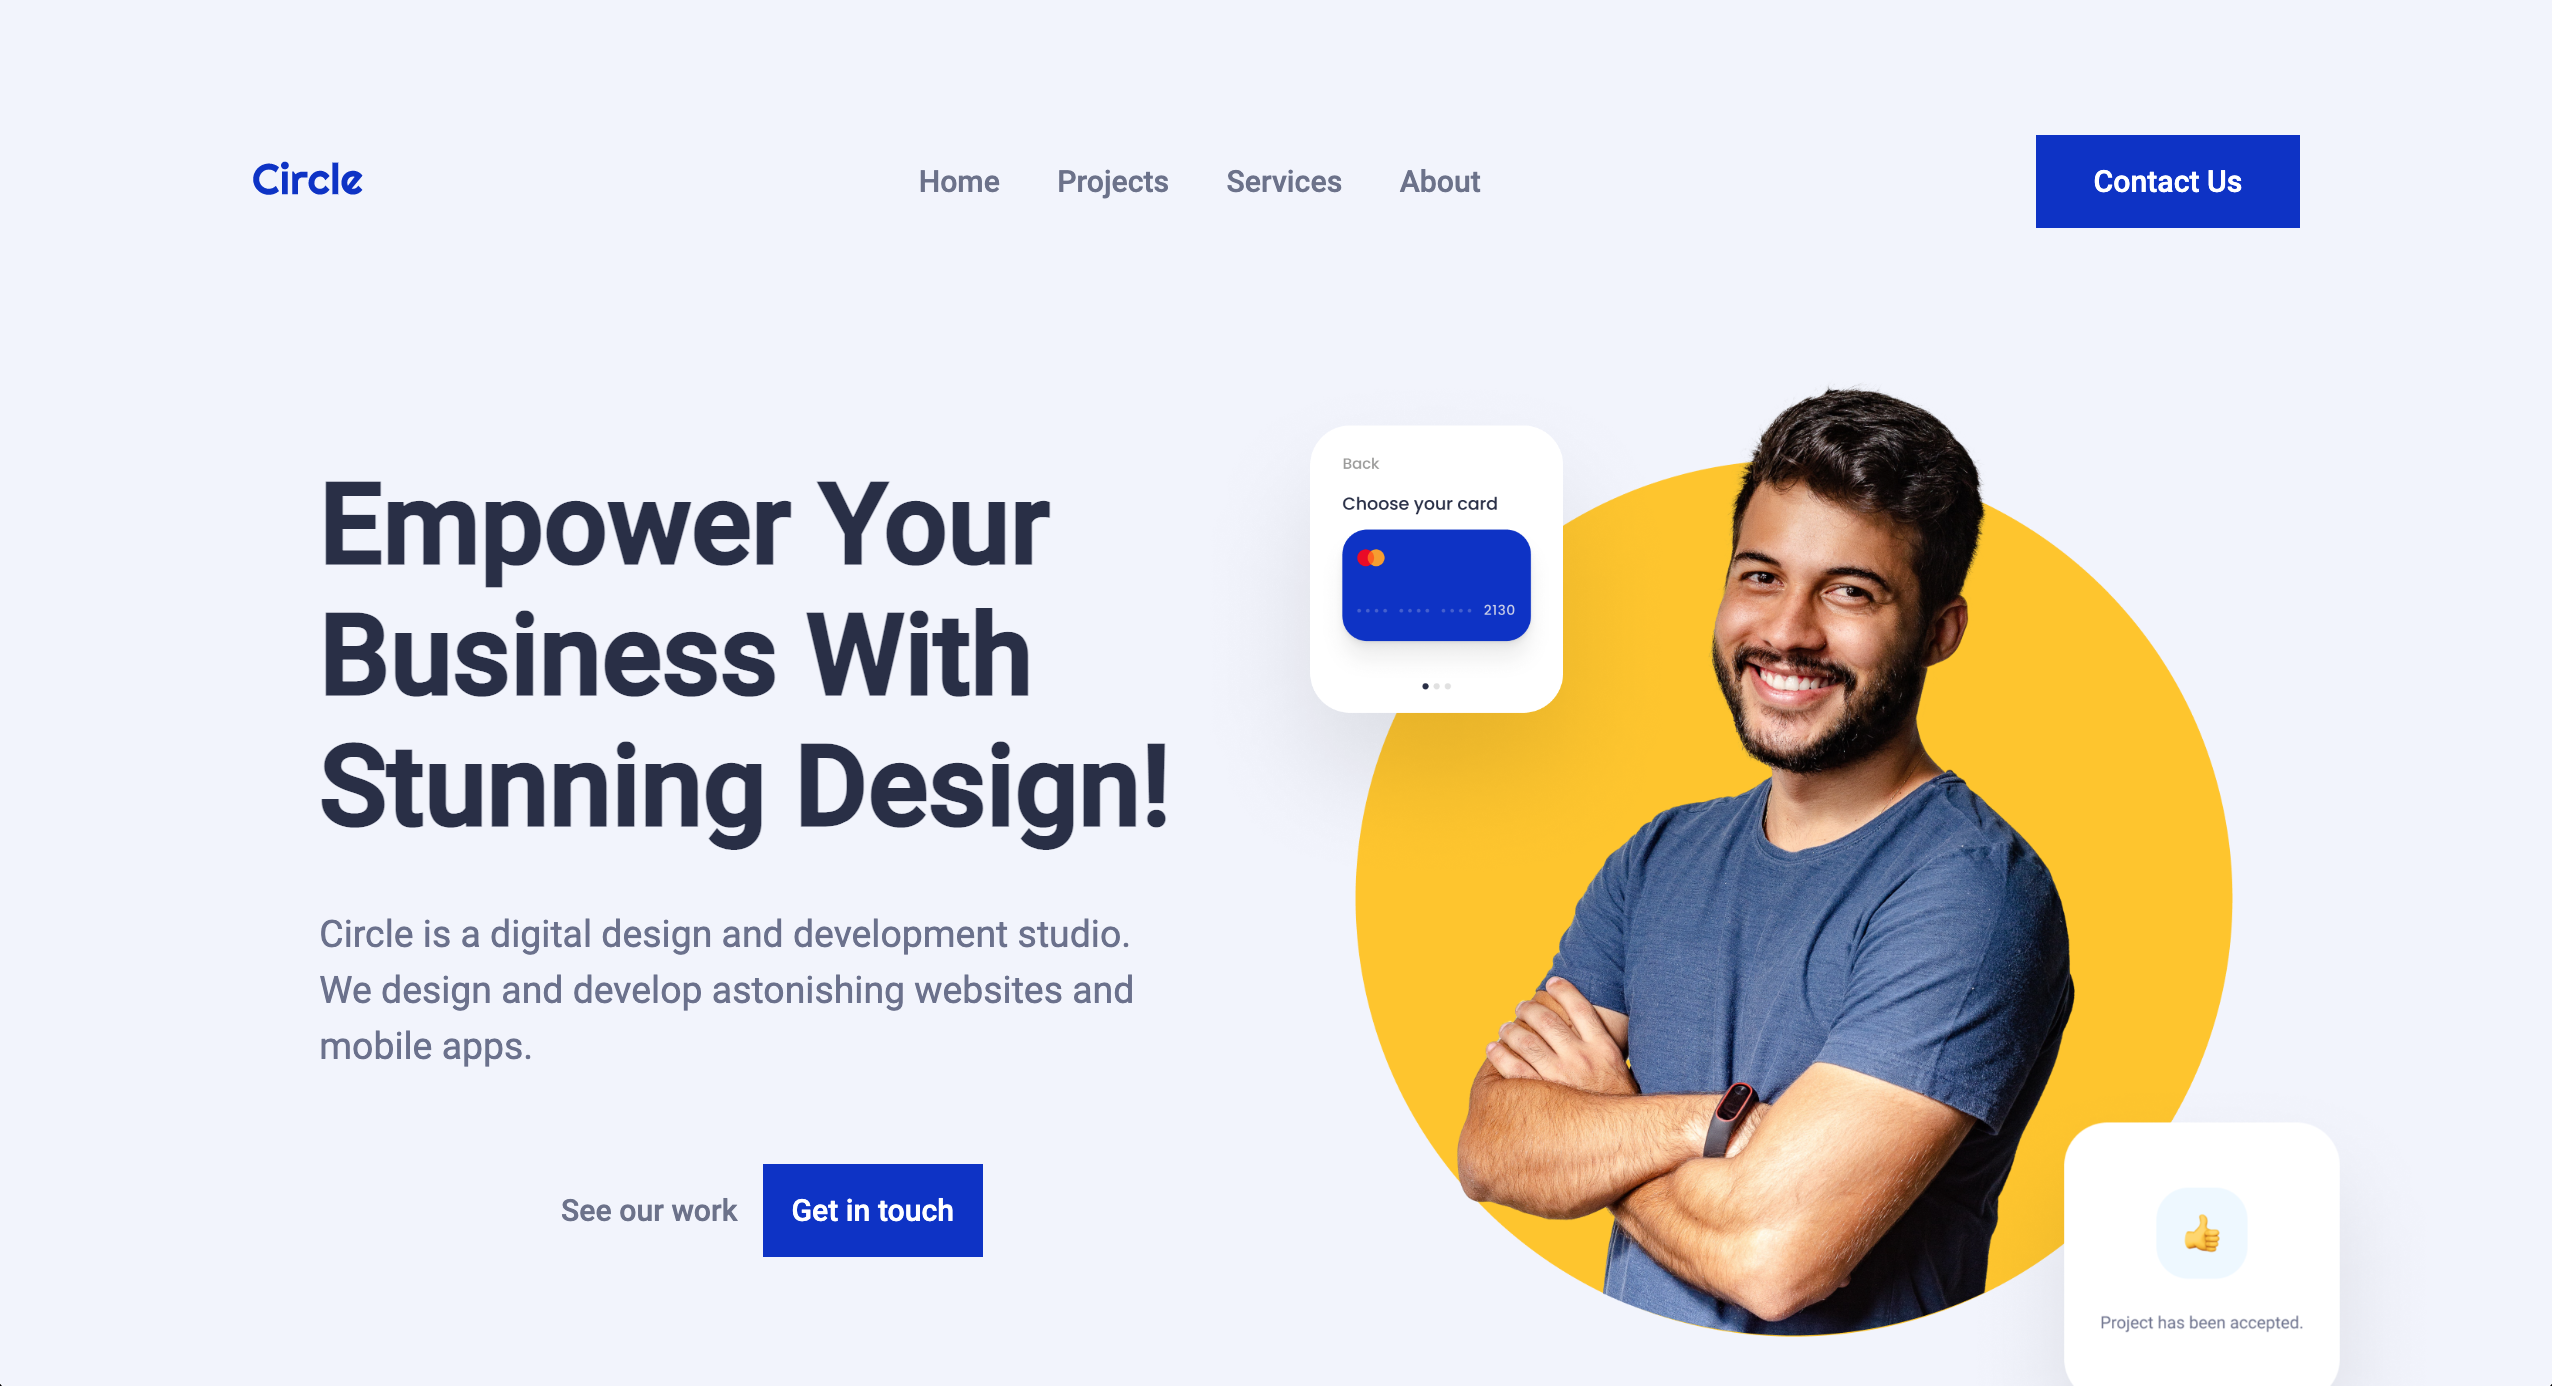 Circle
Home
Projects
Services
About
Contact Us
Empower Your
Business With
Stunning Design!
Circle is a digital design and development studio.
We design and develop astonishing websites and
mobile apps.
See our work
Get in touch
Back
Choose your card
2130
Project has been accepted.